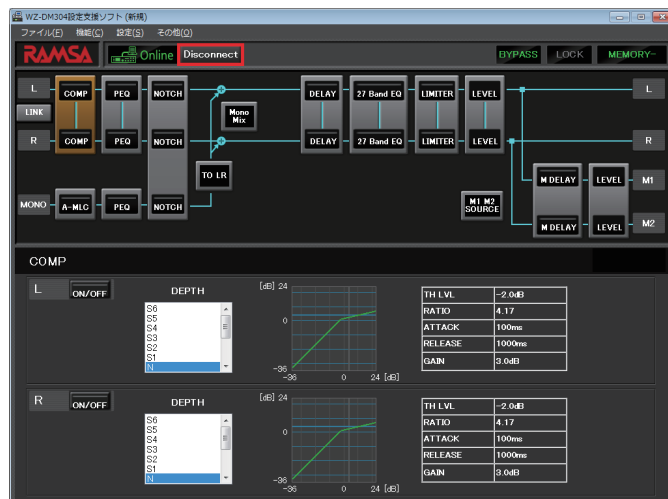 WZ-DM304設定支援ソフト (新規)
ファイル(F) 機能(C) 設定(S) その他(O)
RAMSA Online Disconnect BYPASS LOCK MEMORY--
L COMP PEQ NOTCH DELAY 27 Band EQ LIMITER LEVEL L
LINK Mono Mix
R COMP PEQ NOTCH DELAY 27 Band EQ LIMITER LEVEL R
TO LR M DELAY LEVEL M1
MONO A-MLC PEQ NOTCH M1 M2 SOURCE
M DELAY LEVEL M2
COMP
L ON/OFF DEPTH
S6
S5
S4
S3
S2
S1
N
[dB] 24
0
-36
-36 0 24 [dB]
TH LVL -2.0dB
RATIO 4.17
ATTACK 100ms
RELEASE 1000ms
GAIN 3.0dB
R ON/OFF DEPTH
S6
S5
S4
S3
S2
S1
N
[dB] 24
0
-36
-36 0 24 [dB]
TH LVL -2.0dB
RATIO 4.17
ATTACK 100ms
RELEASE 1000ms
GAIN 3.0dB